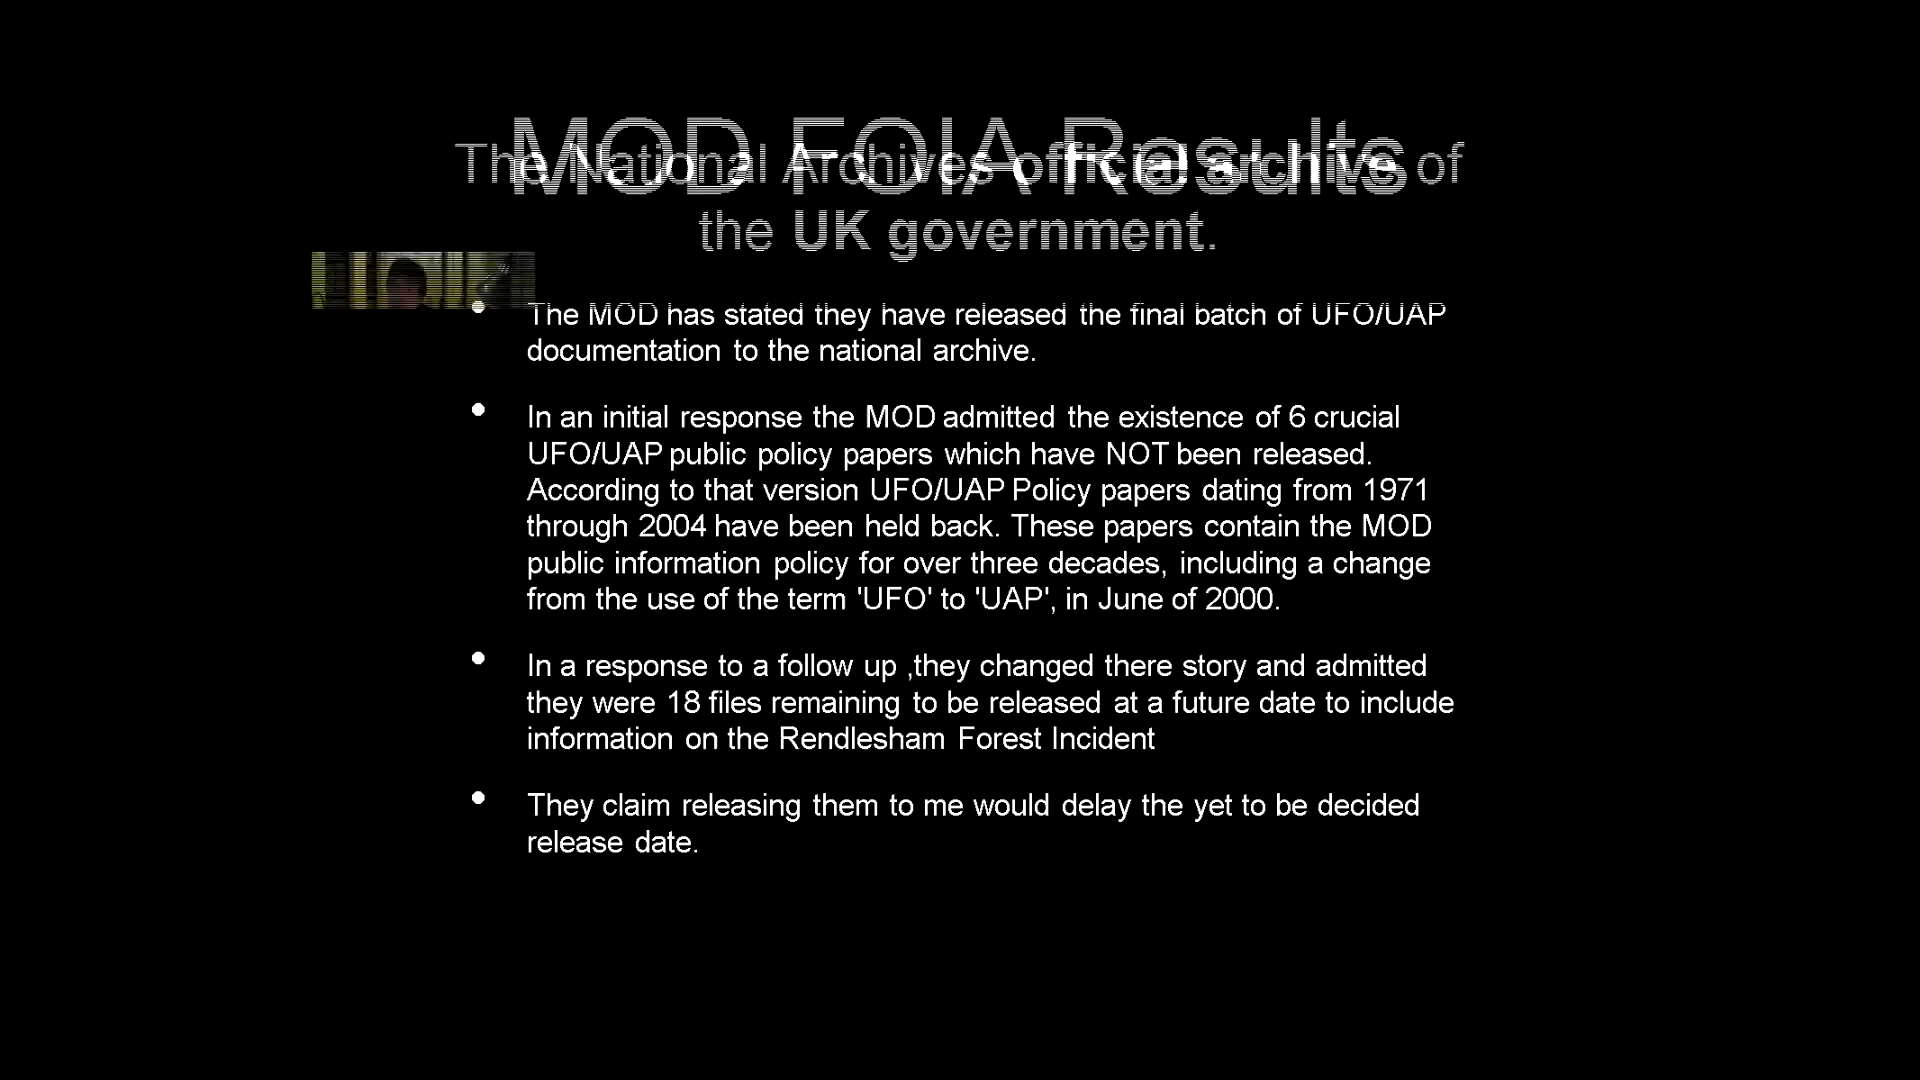 MOD FOIA Results
The National Archives official archive of
the UK government.
• The MOD has stated they have released the final batch of UFO/UAP
documentation to the national archive.
• In an initial response the MOD admitted the existence of 6 crucial
UFO/UAP public policy papers which have NOT been released.
According to that version UFO/UAP Policy papers dating from 1971
through 2004 have been held back. These papers contain the MOD
public information policy for over three decades, including a change
from the use of the term 'UFO' to 'UAP', in June of 2000.
• In a response to a follow up ,they changed there story and admitted
they were 18 files remaining to be released at a future date to include
information on the Rendlesham Forest Incident
• They claim releasing them to me would delay the yet to be decided
release date.